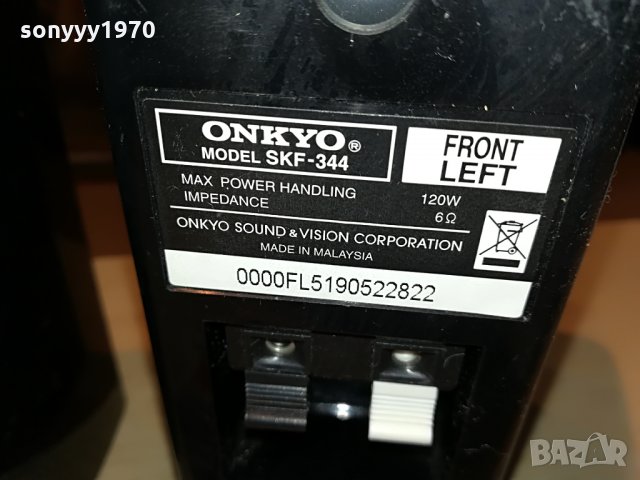 sonyyy1970
ONKYO®
MODEL SKF-344
FRONT
LEFT
MAX POWER HANDLING 120W
IMPEDANCE 6Ω
ONKYO SOUND & VISION CORPORATION
MADE IN MALAYSIA
0000FL5190522822
BAZAR